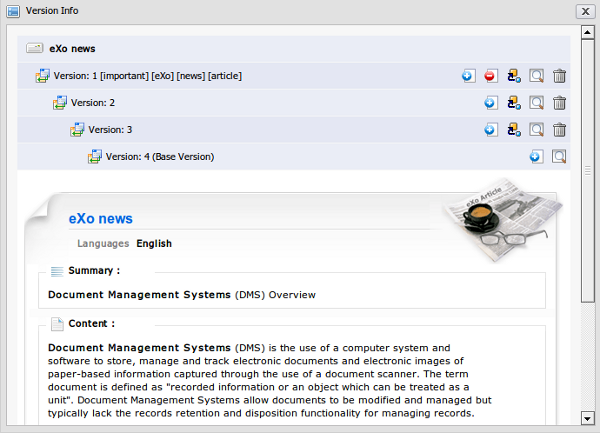 Version Info
eXo news
Version: 1 [important] [eXo] [news] [article]
Version: 2
Version: 3
Version: 4 (Base Version)
eXo Article
eXo news
Languages English
Summary :
Document Management Systems (DMS) Overview
Content :
Document Management Systems (DMS) is the use of a computer system and
software to store, manage and track electronic documents and electronic images of
paper-based information captured through the use of a document scanner. The term
document is defined as "recorded information or an object which can be treated as a
unit". Document Management Systems allow documents to be modified and managed but
typically lack the records retention and disposition functionality for managing records.